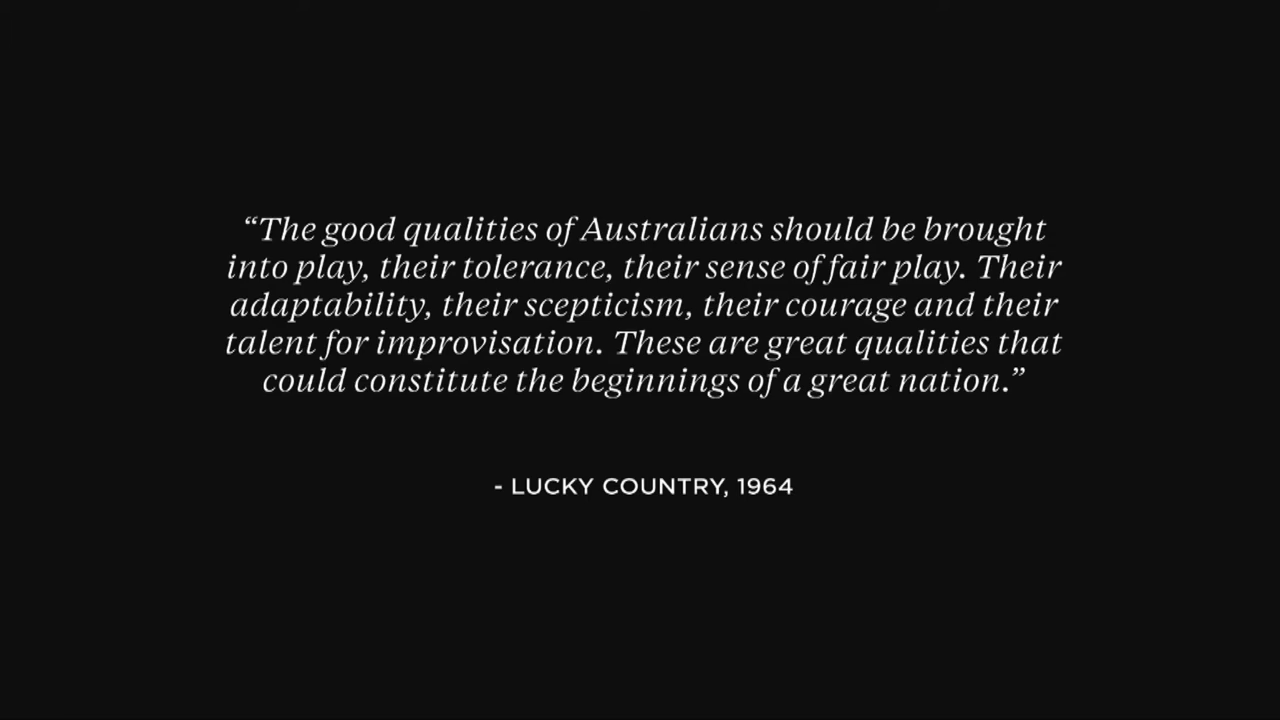 “The good qualities of Australians should be brought
into play, their tolerance, their sense of fair play. Their
adaptability, their scepticism, their courage and their
talent for improvisation. These are great qualities that
could constitute the beginnings of a great nation.”
- LUCKY COUNTRY, 1964